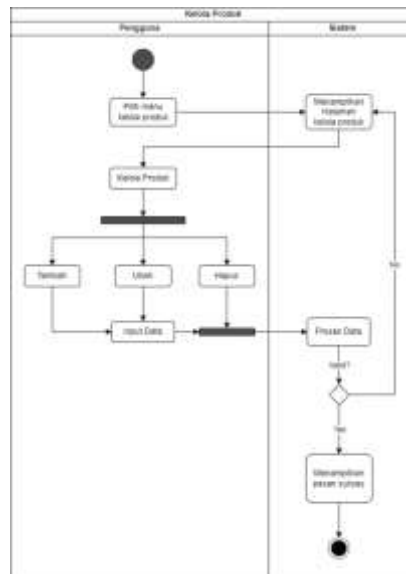 Kelola Produk
Pengguna
Sistem
Pilih menu
kelola produk
Menampilkan
Halaman
kelola produk
Kelola Produk
Tambah
Ubah
Hapus
Input Data
Proses Data
No
Valid?
Yes
Menampilkan
pesan sukses